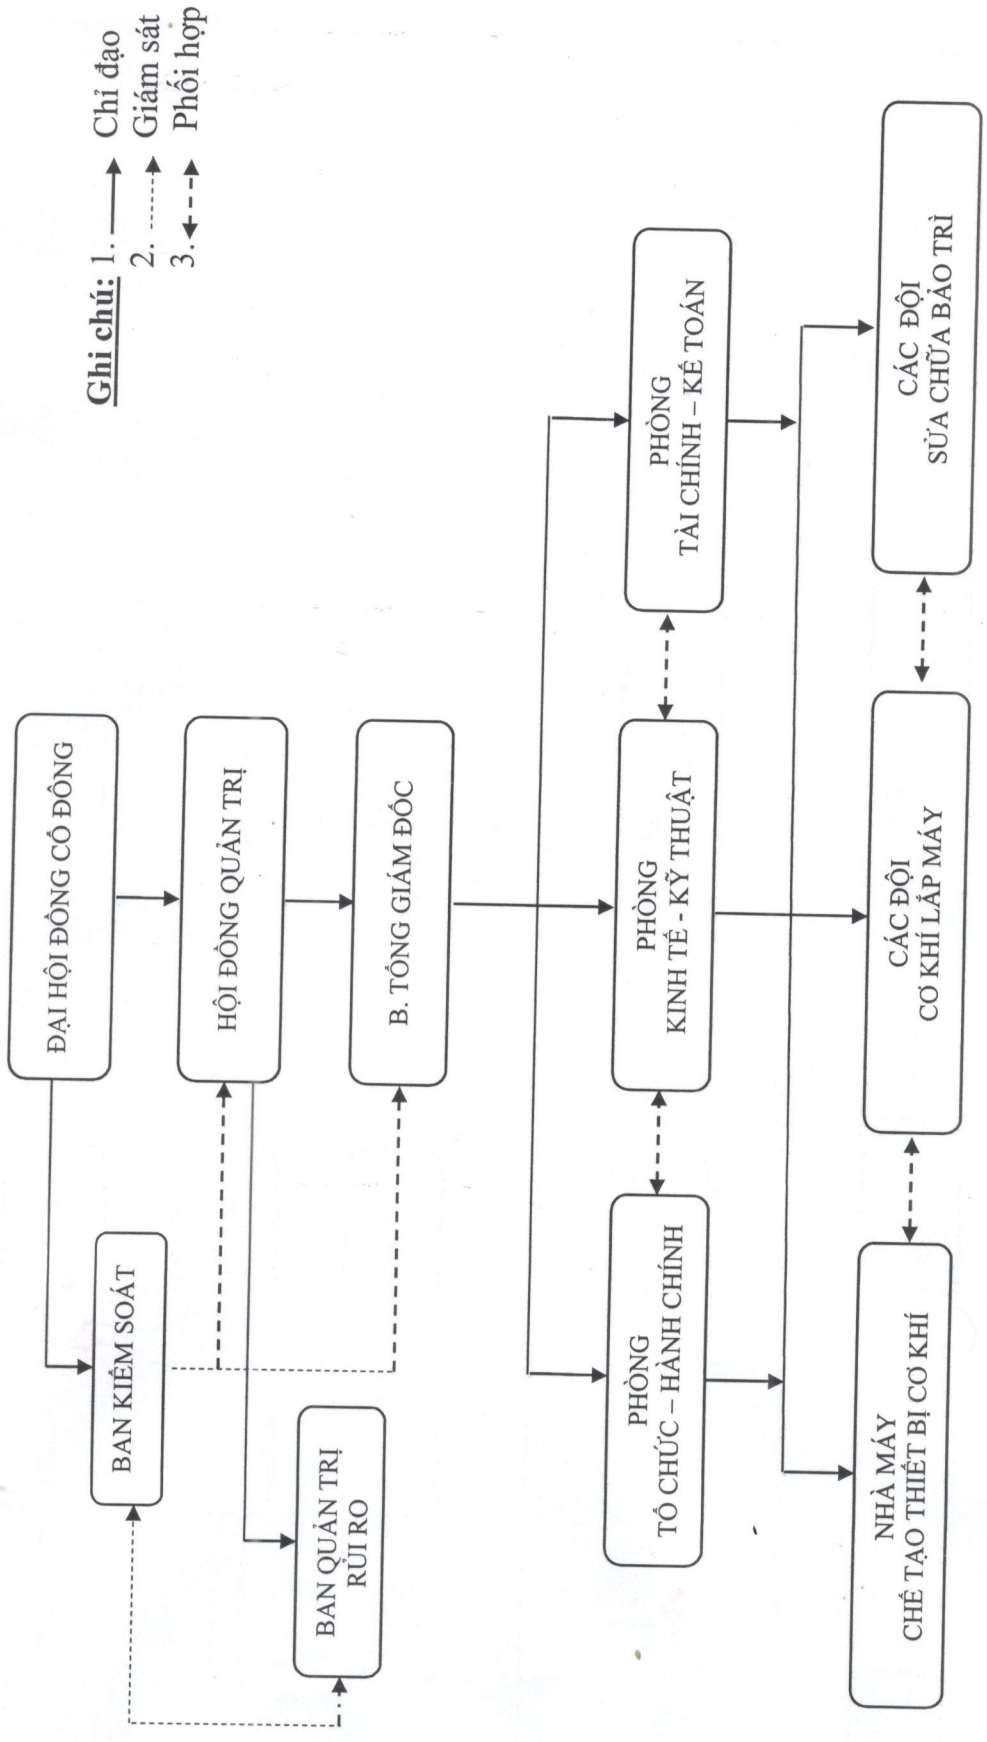 Ghi chú: 1. Chỉ đạo
2. Giám sát
3. Phối hợp
ĐẠI HỘI ĐỒNG CỔ ĐÔNG
BAN KIỂM SOÁT
HỘI ĐỒNG QUẢN TRỊ
BAN QUẢN TRỊ
RỦI RO
B. TỔNG GIÁM ĐỐC
PHÒNG
TỔ CHỨC – HÀNH CHÍNH
PHÒNG
KINH TẾ - KỸ THUẬT
PHÒNG
TÀI CHÍNH – KẾ TOÁN
NHÀ MÁY
CHẾ TẠO THIẾT BỊ CƠ KHÍ
CÁC ĐỘI
CƠ KHÍ LẮP MÁY
CÁC ĐỘI
SỬA CHỮA BẢO TRÌ